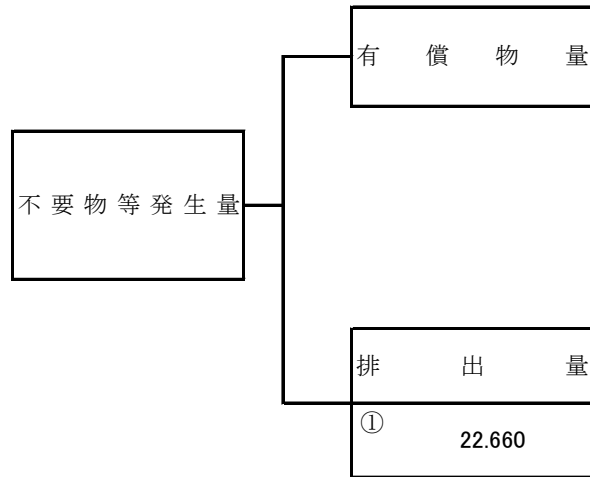 有償物量
不要物等発生量
排出量
①
22.660